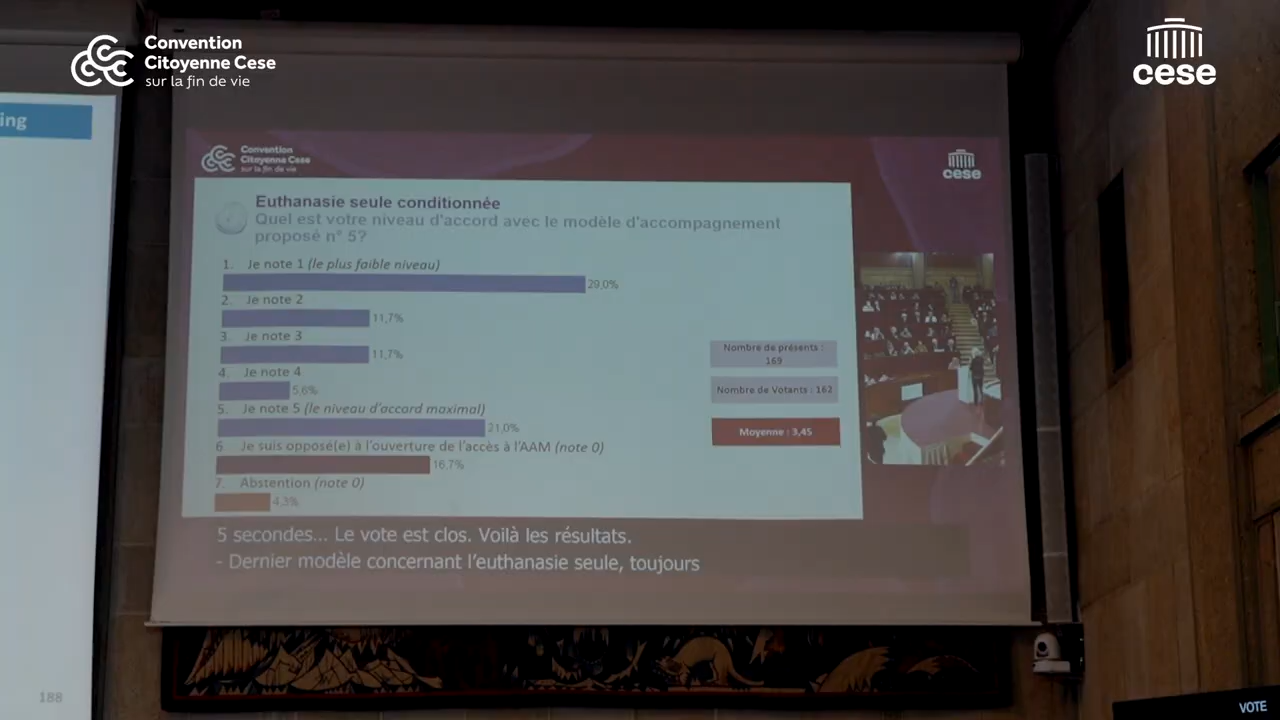 Convention
Citoyenne Cese
sur la fin de vie
cese
ing
Convention
Citoyenne Cese
sur la fin de vie
cese
Euthanasie seule conditionnée
Quel est votre niveau d'accord avec le modèle d'accompagnement
proposé n° 5?
1. Je note 1 (le plus faible niveau)
29,0%
2. Je note 2
11,7%
3. Je note 3
11,7%
4. Je note 4
5,6%
5. Je note 5 (le niveau d'accord maximal)
21,0%
6. Je suis opposé(e) à l'ouverture de l'accès à l'AAM (note 0)
16,7%
7. Abstention (note 0)
4,3%
Nombre de présents :
169
Nombre de Votants : 162
Moyenne : 3,45
5 secondes... Le vote est clos. Voilà les résultats.
- Dernier modèle concernant l'euthanasie seule, toujours
188
VOTE